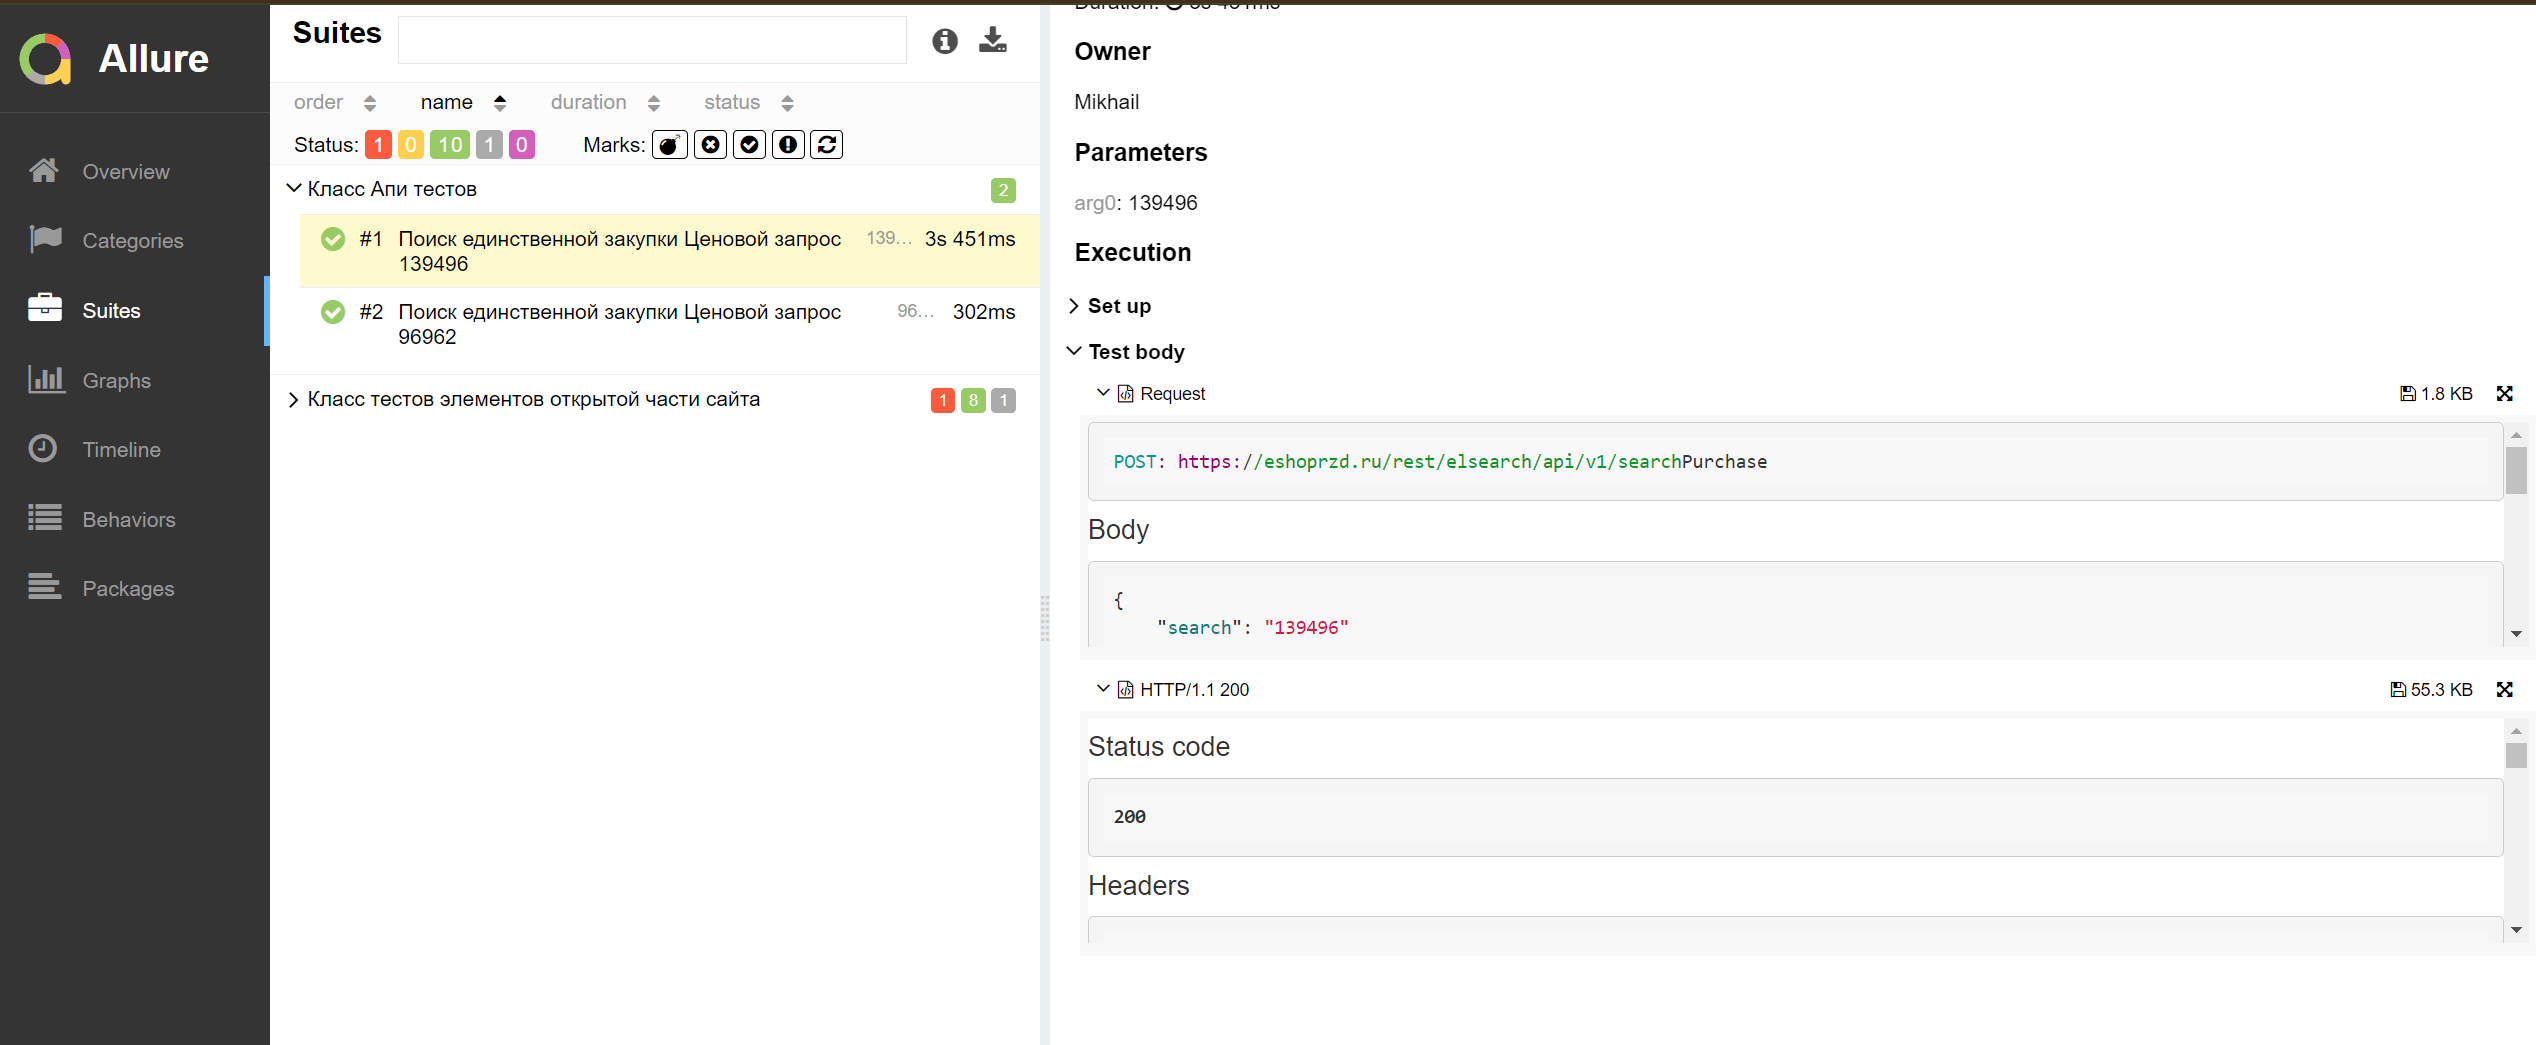 Allure
Overview
Categories
Suites
Graphs
Timeline
Behaviors
Packages
Suites
order name duration status
Status: 1 0 10 1 0 Marks:
Класс Апи тестов 2
#1 Поиск единственной закупки Ценовой запрос 139... 3s 451ms
139496
#2 Поиск единственной закупки Ценовой запрос 96... 302ms
96962
Класс тестов элементов открытой части сайта 1 8 1
Owner
Mikhail
Parameters
arg0: 139496
Execution
Set up
Test body
Request 1.8 KB
POST: https://eshoprzd.ru/rest/elsearch/api/v1/searchPurchase
Body
{
"search": "139496"
HTTP/1.1 200 55.3 KB
Status code
200
Headers